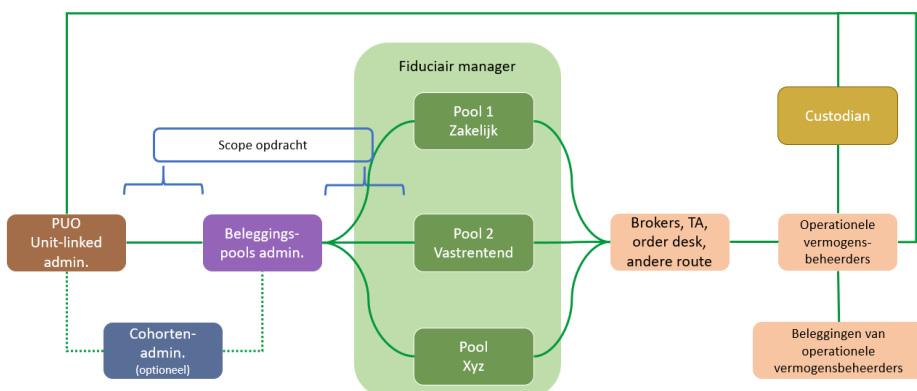 Fiduciair manager
Pool 1
Zakelijk
Custodian
Scope opdracht
PUO
Unit-linked
admin.
Beleggings-
pools admin.
Pool 2
Vastrentend
Brokers, TA,
order desk,
andere route
Operationele
vermogens-
beheerders
Cohorten-
admin.
(optioneel)
Pool
Xyz
Beleggingen van
operationele
vermogensbeheerders